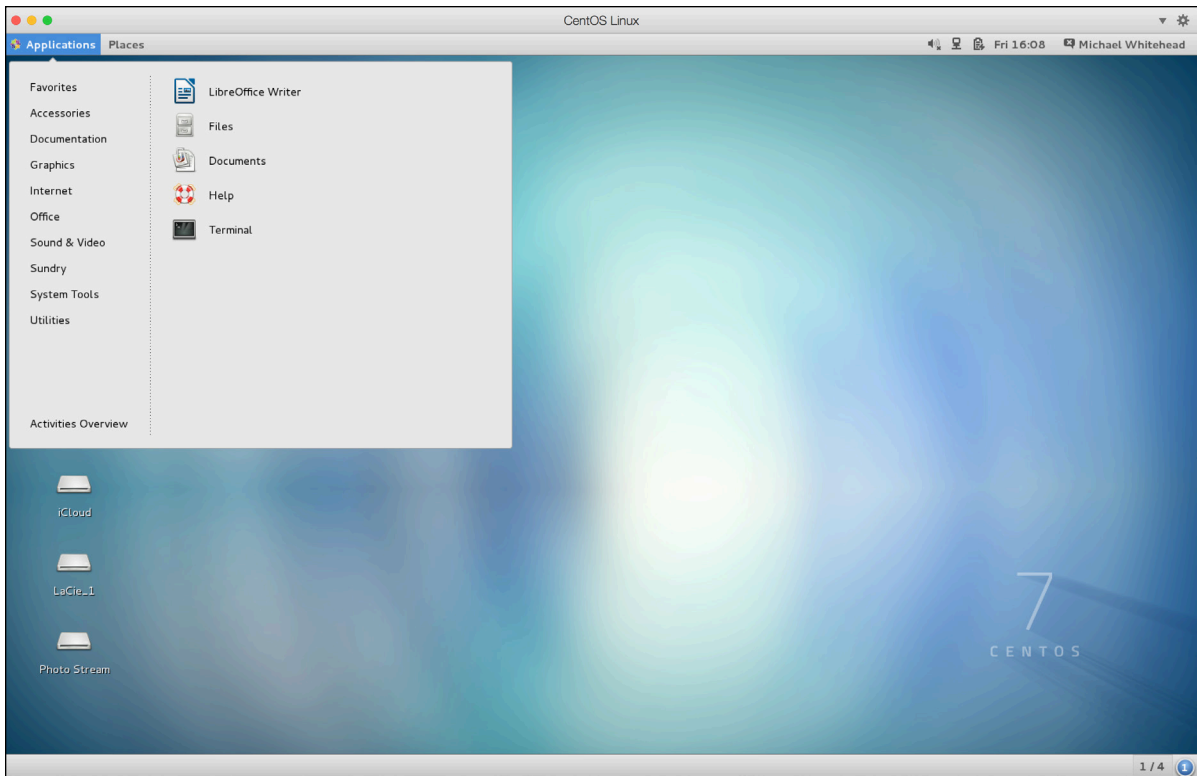 CentOS Linux
Applications Places Fri 16:08 Michael Whitehead
Favorites
Accessories
Documentation
Graphics
Internet
Office
Sound & Video
Sundry
System Tools
Utilities
Activities Overview
LibreOffice Writer
Files
Documents
Help
Terminal
iCloud
LaCie_1
Photo Stream
7
CENTOS
1 / 4 1